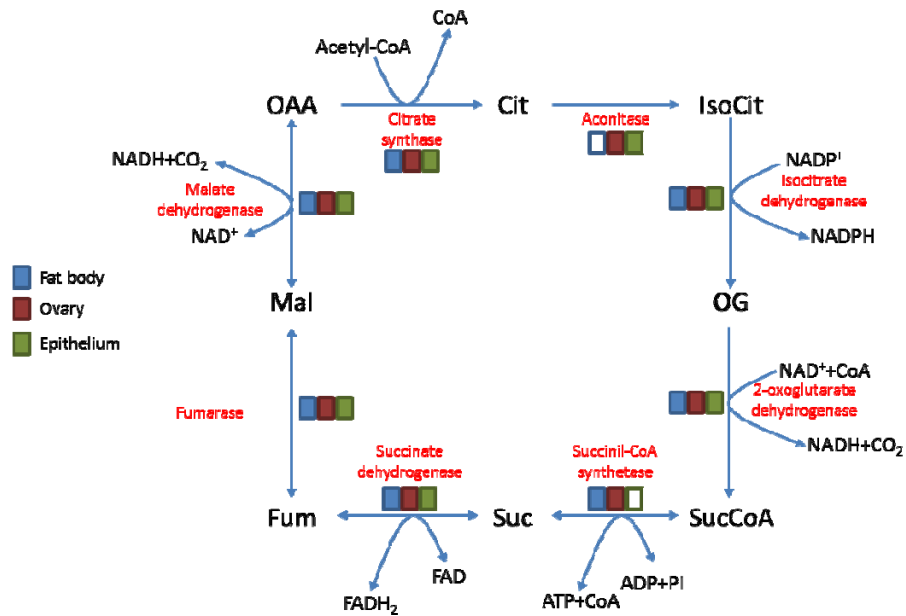 CoA
Acetyl-CoA
OAA
Cit
IsoCit
Citrate
synthase
Aconitase
NADH+CO₂
Malate
dehydrogenase
NAD⁺
NADP⁺
Isocitrate
dehydrogenase
NADPH
Fat body
Ovary
Epithelium
Mal
OG
NAD⁺+CoA
2-oxoglutarate
dehydrogenase
NADH+CO₂
Fumarase
Succinate
dehydrogenase
Succinil-CoA
synthetase
Fum
Suc
SucCoA
FAD
FADH₂
ADP+PI
ATP+CoA